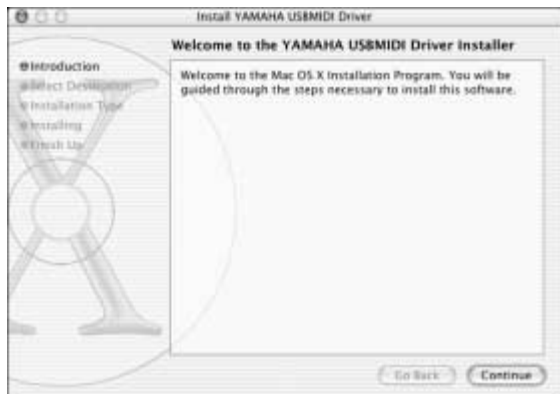 Install YAMAHA USBMIDI Driver
Welcome to the YAMAHA USBMIDI Driver Installer
Introduction
Select Destination
Installation Type
Installing
Finish Up
Welcome to the Mac OS X Installation Program. You will be
guided through the steps necessary to install this software.
Go Back
Continue